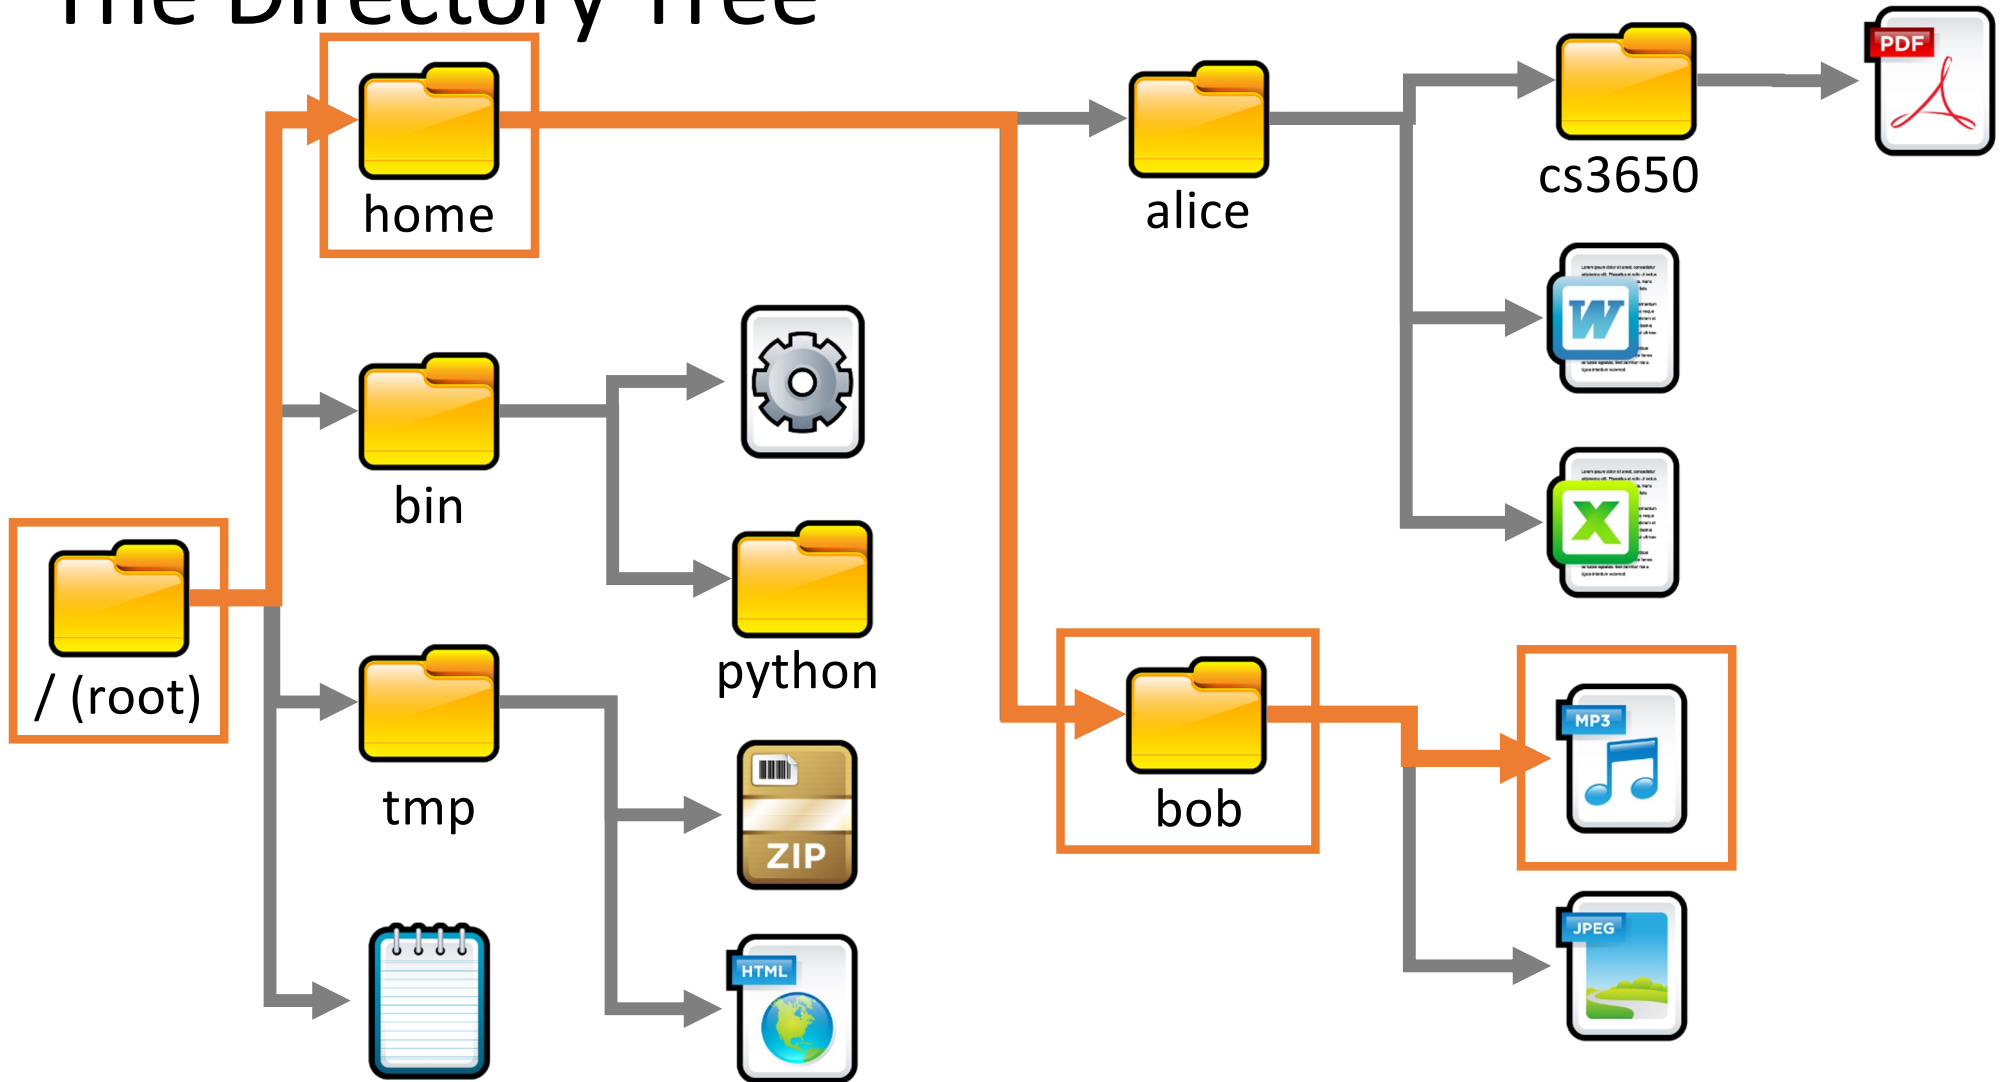 The Directory Tree
home
alice
cs3650
PDF
bin
python
/ (root)
tmp
ZIP
HTML
bob
MP3
JPEG
W
X